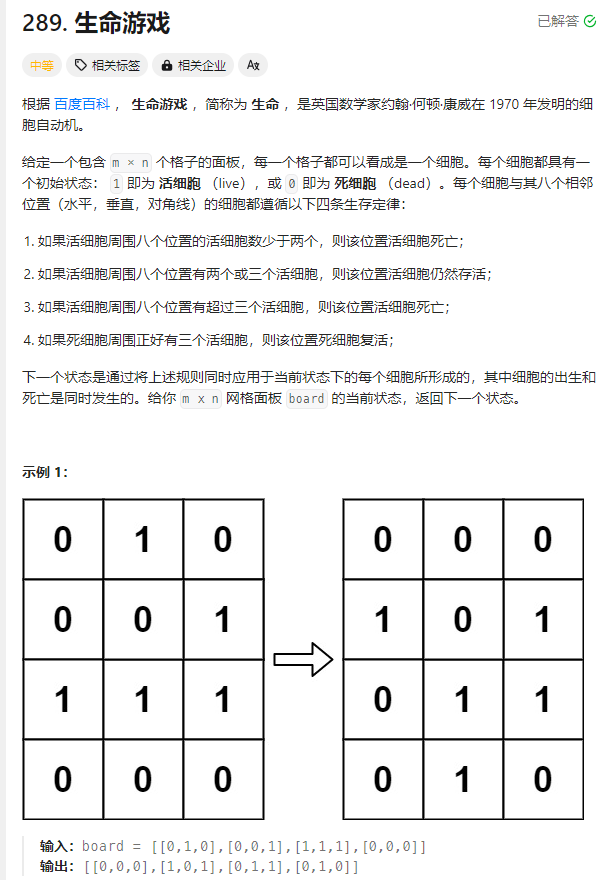 289. 生命游戏
已解答
中等 相关标签 相关企业 Aд
根据 百度百科 ， 生命游戏 ，简称为 生命 ，是英国数学家约翰·何顿·康威在 1970 年发明的细
胞自动机。
给定一个包含 m × n 个格子的面板，每一个格子都可以看成是一个细胞。每个细胞都具有一
个初始状态： 1 即为 活细胞 （live），或 0 即为 死细胞 （dead）。每个细胞与其八个相邻
位置（水平，垂直，对角线）的细胞都遵循以下四条生存定律：
1. 如果活细胞周围八个位置的活细胞数少于两个，则该位置活细胞死亡；
2. 如果活细胞周围八个位置有两个或三个活细胞，则该位置活细胞仍然存活；
3. 如果活细胞周围八个位置有超过三个活细胞，则该位置活细胞死亡；
4. 如果死细胞周围正好有三个活细胞，则该位置死细胞复活；
下一个状态是通过将上述规则同时应用于当前状态下的每个细胞所形成的，其中细胞的出生和
死亡是同时发生的。给你 m x n 网格面板 board 的当前状态，返回下一个状态。
示例 1：
0 1 0 0 0 0
0 0 1 1 0 1
1 1 1 0 1 1
0 0 0 0 1 0
输入：board = [[0,1,0],[0,0,1],[1,1,1],[0,0,0]]
输出：[[0,0,0],[1,0,1],[0,1,1],[0,1,0]]